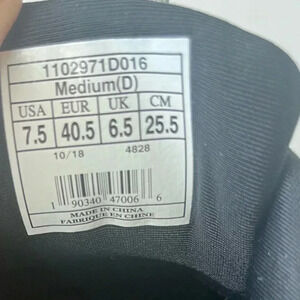 1102971D016
Medium(D)
USA EUR UK CM
7.5 40.5 6.5 25.5
10/18 4828
1 90340 47006 6
MADE IN CHINA
FABRIQUE EN CHINE